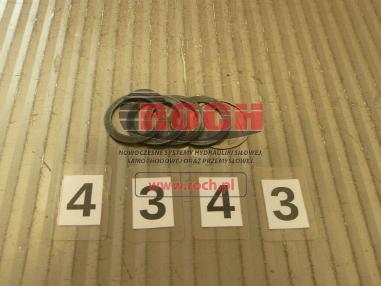 ROCH
NOWOCZESNE SYSTEMY HYDRAULIKI SIŁOWEJ,
SAMOCHODOWEJ ORAZ PRZEMYSŁOWEJ.
www.roch.pl
4 3 4 3